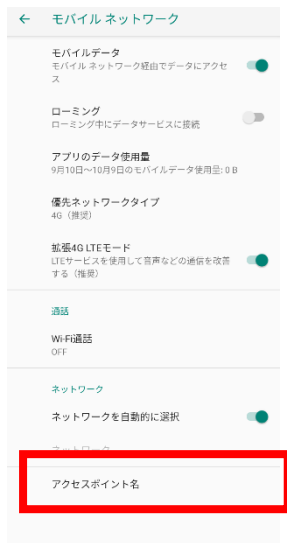 ← モバイル ネットワーク
モバイルデータ
モバイル ネットワーク経由でデータにアクセ
ス
ローミング
ローミング中にデータサービスに接続
アプリのデータ使用量
9月10日～10月9日のモバイルデータ使用量: 0 B
優先ネットワークタイプ
4G（推奨）
拡張4G LTEモード
LTEサービスを使用して音声などの通信を改善
する（推奨）
通話
Wi-Fi通話
OFF
ネットワーク
ネットワークを自動的に選択
ネットワーク
アクセスポイント名